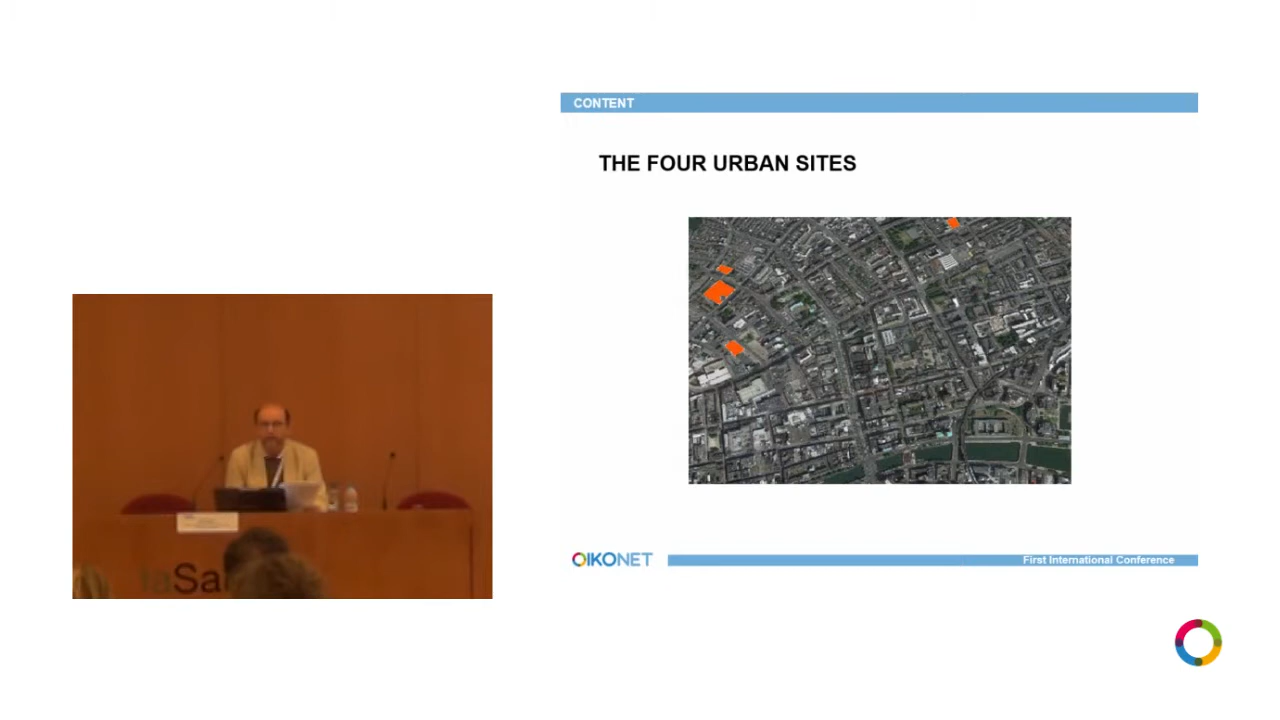 CONTENT
THE FOUR URBAN SITES
OIKONET
First International Conference